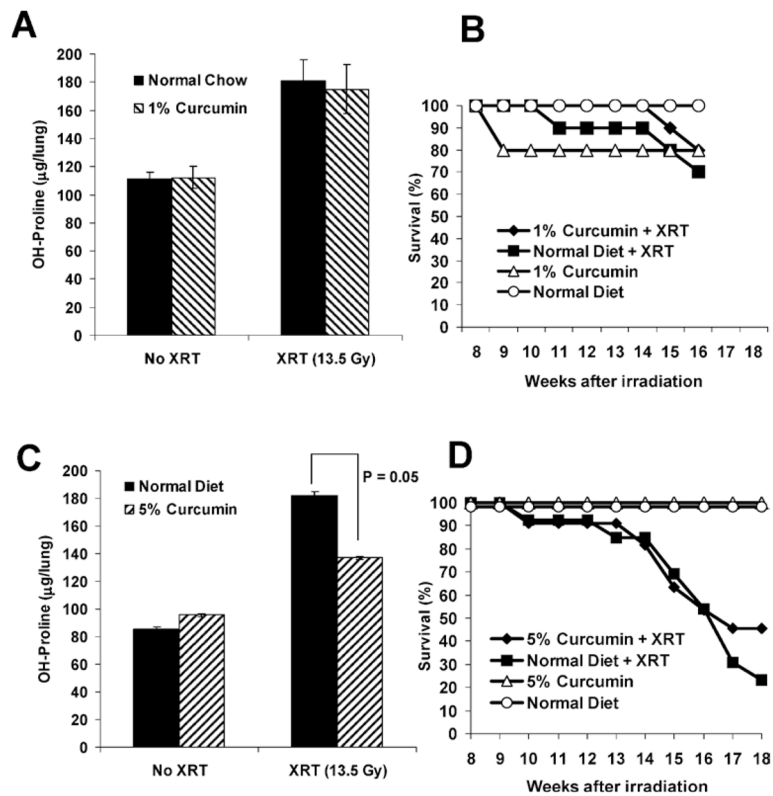 A
200
180
160
140
120
100
80
60
40
20
0
OH-Proline (µg/lung)
Normal Chow
1% Curcumin
No XRT
XRT (13.5 Gy)
B
100
90
80
70
60
50
40
30
20
10
0
Survival (%)
1% Curcumin + XRT
Normal Diet + XRT
1% Curcumin
Normal Diet
8 9 10 11 12 13 14 15 16 17 18
Weeks after irradiation
C
200
180
160
140
120
100
80
60
40
20
0
OH-Proline (µg/lung)
Normal Diet
5% Curcumin
P = 0.05
No XRT
XRT (13.5 Gy)
D
100
90
80
70
60
50
40
30
20
10
0
Survival (%)
5% Curcumin + XRT
Normal Diet + XRT
5% Curcumin
Normal Diet
8 9 10 11 12 13 14 15 16 17 18
Weeks after irradiation